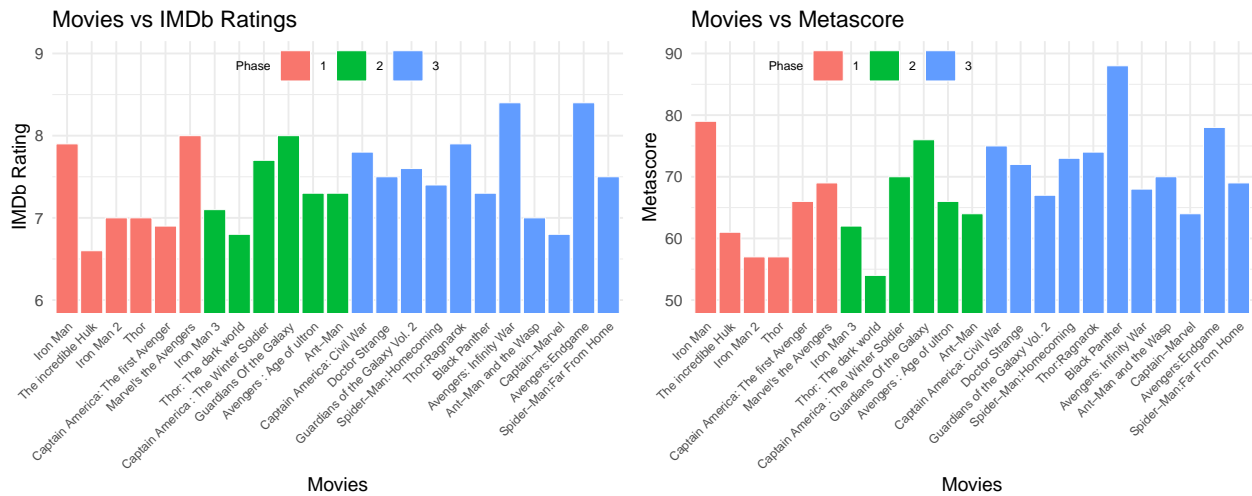 Movies vs IMDb Ratings
Phase 1 2 3
IMDb Rating
9
8
7
6
Iron Man
The incredible Hulk
Iron Man 2
Thor
Captain America: The first Avenger
Marvel's the Avengers
Iron Man 3
Thor: The dark world
Captain America : The Winter Soldier
Guardians Of the Galaxy
Avengers : Age of ultron
Ant−Man
Captain America: Civil War
Doctor Strange
Guardians of the Galaxy Vol. 2
Spider−Man:Homecoming
Thor:Ragnarok
Black Panther
Avengers: Infinity War
Ant−Man and the Wasp
Captain−Marvel
Avengers:Endgame
Spider−Man:Far From Home
Movies
Movies vs Metascore
Phase 1 2 3
Metascore
90
80
70
60
50
Iron Man
The incredible Hulk
Iron Man 2
Thor
Captain America: The first Avenger
Marvel's the Avengers
Iron Man 3
Thor: The dark world
Captain America : The Winter Soldier
Guardians Of the Galaxy
Avengers : Age of ultron
Ant−Man
Captain America: Civil War
Doctor Strange
Guardians of the Galaxy Vol. 2
Spider−Man:Homecoming
Thor:Ragnarok
Black Panther
Avengers: Infinity War
Ant−Man and the Wasp
Captain−Marvel
Avengers:Endgame
Spider−Man:Far From Home
Movies